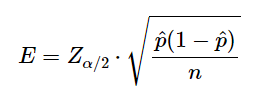 E = Z_{α/2} · √(p̂(1 − p̂)/n)